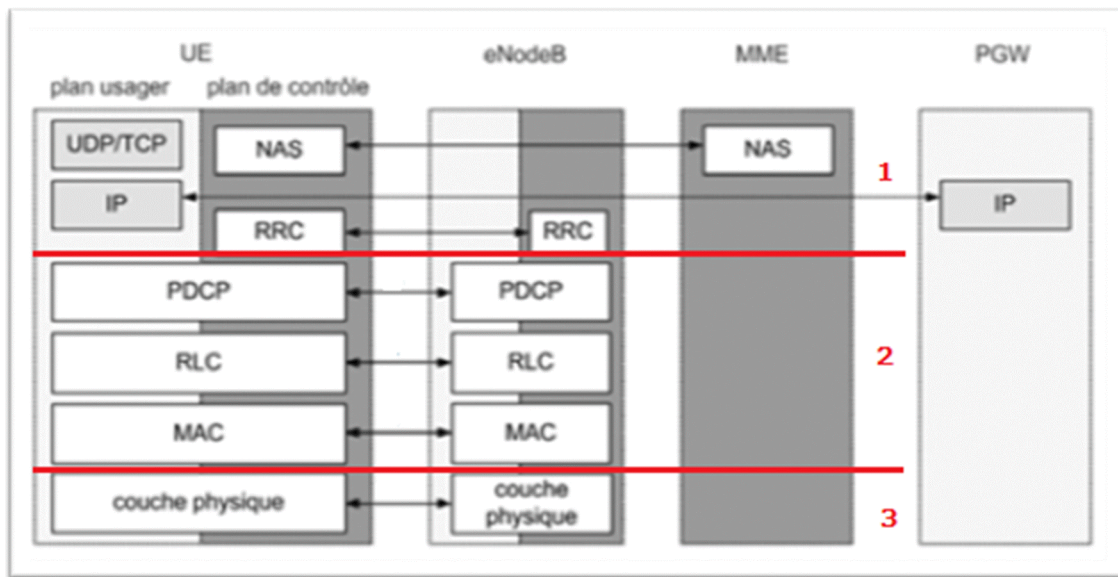 UE
eNodeB
MME
PGW
plan usager
plan de contrôle
UDP/TCP
NAS
NAS
1
IP
IP
RRC
RRC
PDCP
PDCP
RLC
RLC
2
MAC
MAC
couche physique
couche
physique
3